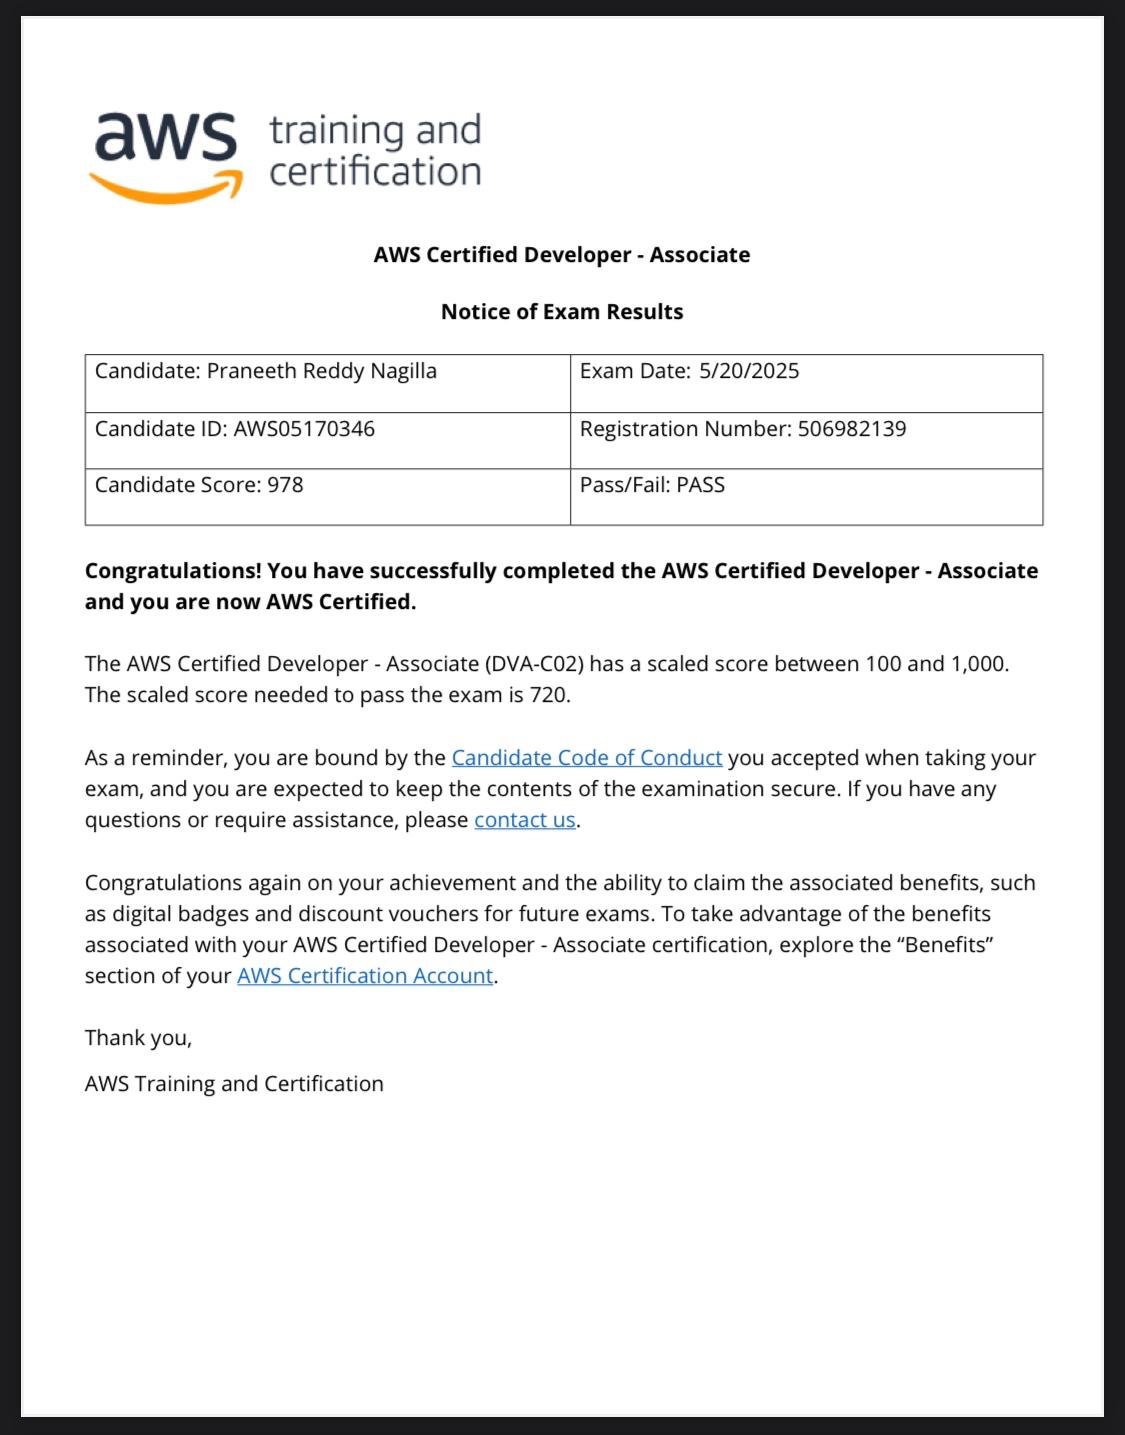 aws training and
certification
AWS Certified Developer - Associate
Notice of Exam Results
Candidate: Praneeth Reddy Nagilla
Exam Date: 5/20/2025
Candidate ID: AWS05170346
Registration Number: 506982139
Candidate Score: 978
Pass/Fail: PASS
Congratulations! You have successfully completed the AWS Certified Developer - Associate
and you are now AWS Certified.
The AWS Certified Developer - Associate (DVA-C02) has a scaled score between 100 and 1,000.
The scaled score needed to pass the exam is 720.
As a reminder, you are bound by the Candidate Code of Conduct you accepted when taking your
exam, and you are expected to keep the contents of the examination secure. If you have any
questions or require assistance, please contact us.
Congratulations again on your achievement and the ability to claim the associated benefits, such
as digital badges and discount vouchers for future exams. To take advantage of the benefits
associated with your AWS Certified Developer - Associate certification, explore the “Benefits”
section of your AWS Certification Account.
Thank you,
AWS Training and Certification